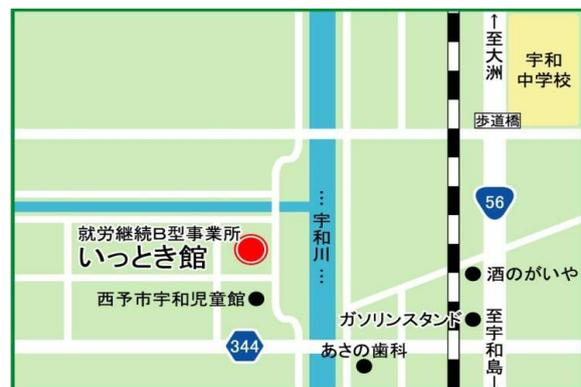 ↑至大洲
宇和
中学校
歩道橋
56
…宇和川…
就労継続B型事業所
いっとき館
酒のがいや
西予市宇和児童館
ガソリンスタンド
至宇和島↓
344
あさの歯科